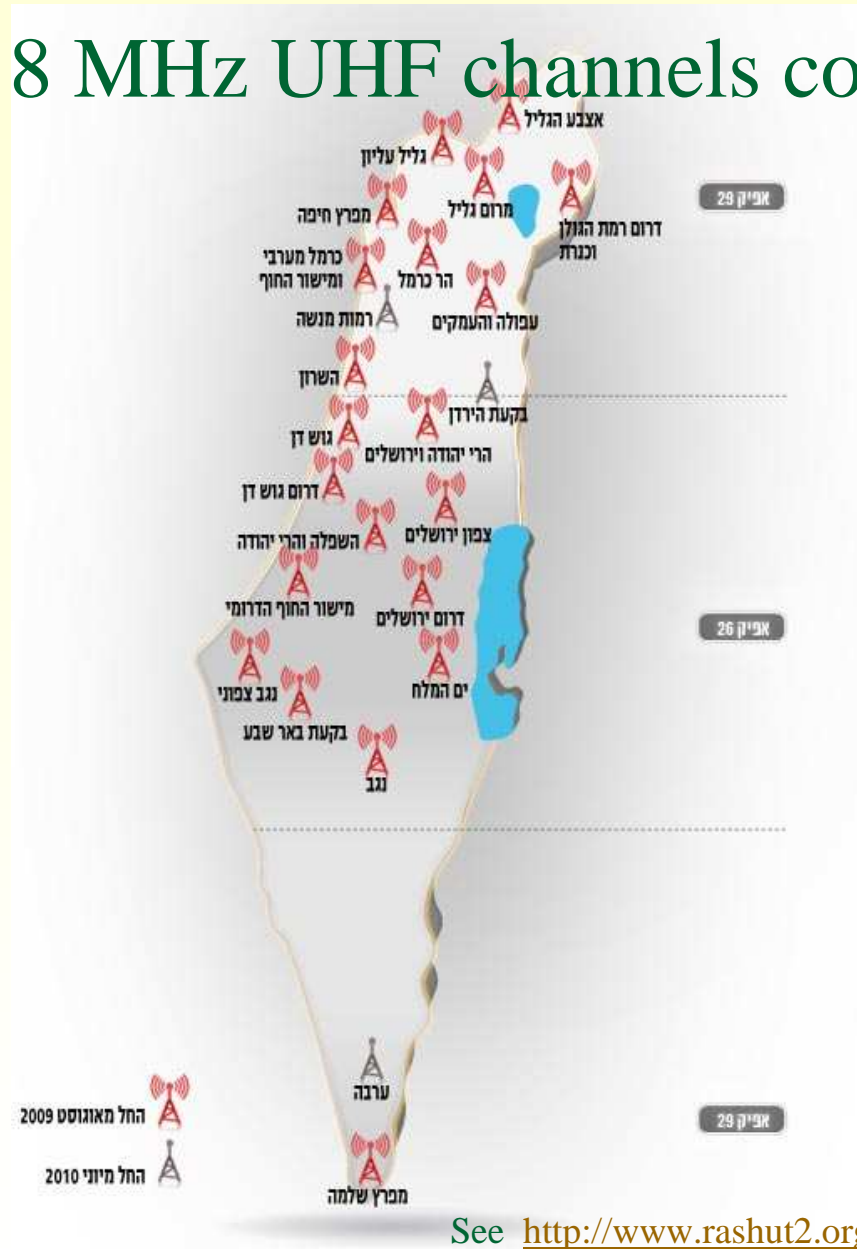 8 MHz UHF channels co
אצבע הגליל
גליל עליון
מרום גליל
אפיק 29
מפרץ חיפה
דרום רמת הגולן
וכנרת
כרמל מערבי
ומישור החוף
הר כרמל
רמות מנשה
עפולה והעמקים
השרון
בקעת הירדן
גוש דן
הרי יהודה וירושלים
דרום גוש דן
צפון ירושלים
השפלה והרי יהודה
מישור החוף הדרומי
דרום ירושלים
אפיק 26
נגב צפוני
ים המלח
בקעת באר שבע
נגב
ערבה
החל מאוגוסט 2009
אפיק 29
החל מיוני 2010
מפרץ שלמה
See http://www.rashut2.org